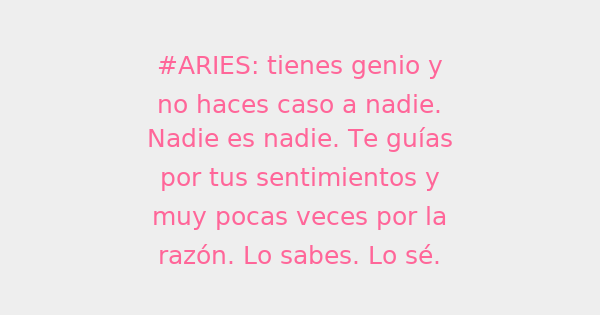 #ARIES: tienes genio y
no haces caso a nadie.
Nadie es nadie. Te guías
por tus sentimientos y
muy pocas veces por la
razón. Lo sabes. Lo sé.